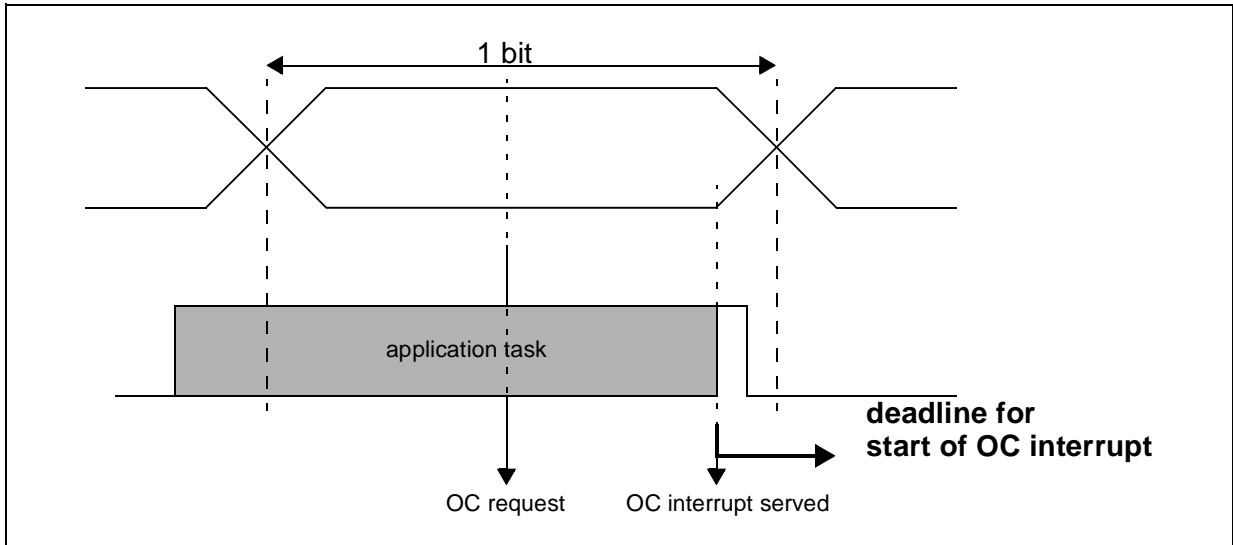 1 bit
application task
deadline for
start of OC interrupt
OC request
OC interrupt served